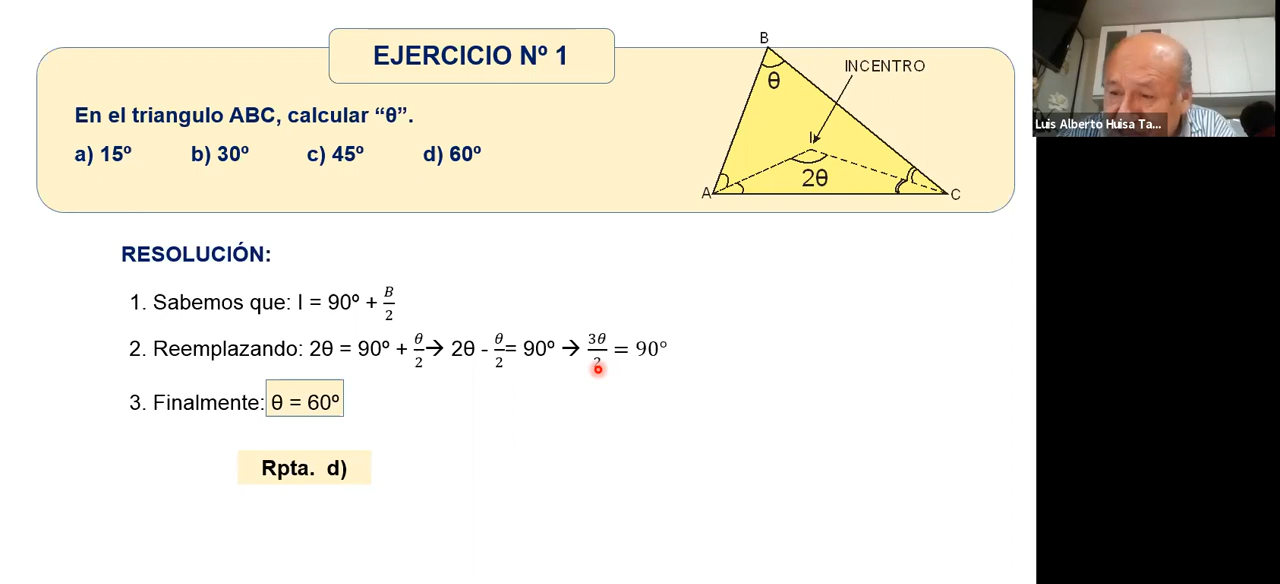 EJERCICIO Nº 1
En el triangulo ABC, calcular “θ”.
a) 15º b) 30º c) 45º d) 60º
B
θ
INCENTRO
I
2θ
A
C
Luis Alberto Huisa Ta...
RESOLUCIÓN:
1. Sabemos que: I = 90º + B/2
2. Reemplazando: 2θ = 90º + θ/2 → 2θ - θ/2 = 90º → 3θ/2 = 90°
3. Finalmente: θ = 60º
Rpta. d)